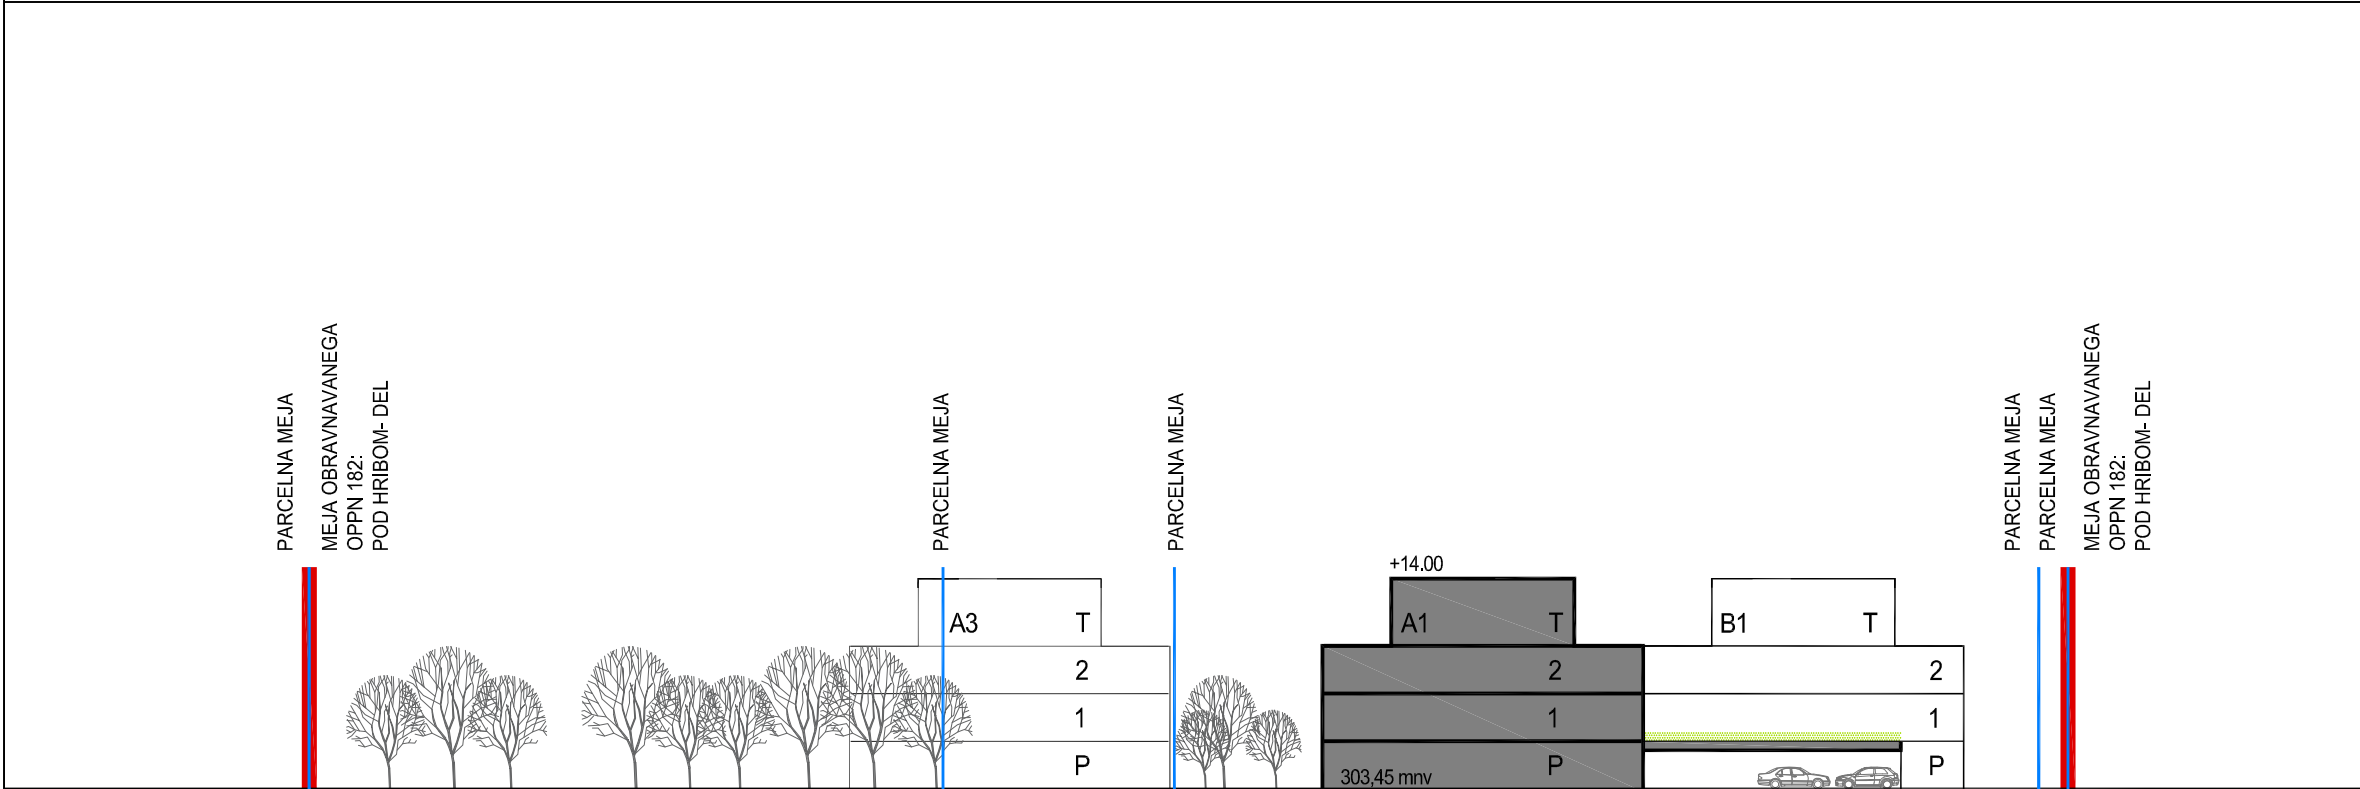 PARCELNA MEJA
MEJA OBRAVNAVANEGA
OPPN 182:
POD HRIBOM- DEL
PARCELNA MEJA
PARCELNA MEJA
PARCELNA MEJA
PARCELNA MEJA
MEJA OBRAVNAVANEGA
OPPN 182:
POD HRIBOM- DEL
+14.00
A3 T
2
1
P
A1 T
2
1
P
303,45 mnv
B1 T
2
1
P